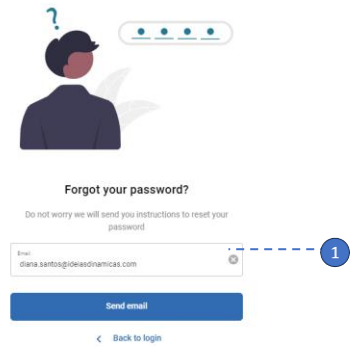 ?
Forgot your password?
Do not worry we will send you instructions to reset your
password
Email
diana.santos@ideiasdinamicas.com
1
Send email
Back to login